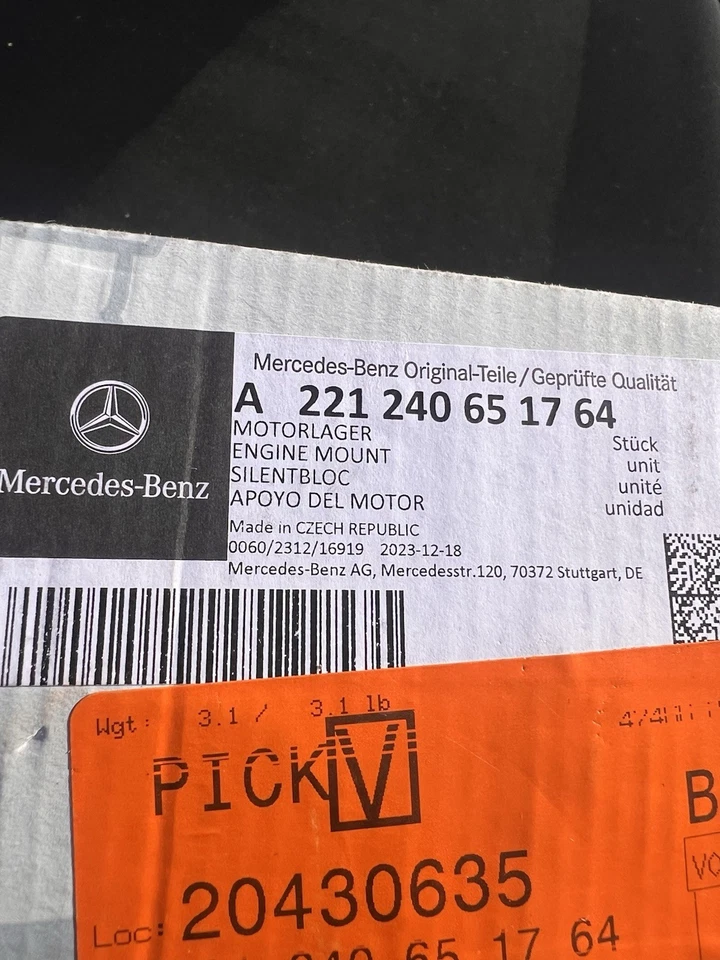 Mercedes-Benz Original-Teile/Geprüfte Qualität
A 221 240 65 17 64
MOTORLAGER
ENGINE MOUNT
SILENTBLOC
APOYO DEL MOTOR
Stück
unit
unité
unidad
Mercedes-Benz
Made in CZECH REPUBLIC
0060/2312/16919 2023-12-18
Mercedes-Benz AG, Mercedesstr.120, 70372 Stuttgart, DE
Wgt: 3.1 / 3.1 lb
PICK V
B
Loc: 20430635
240 65 17 64